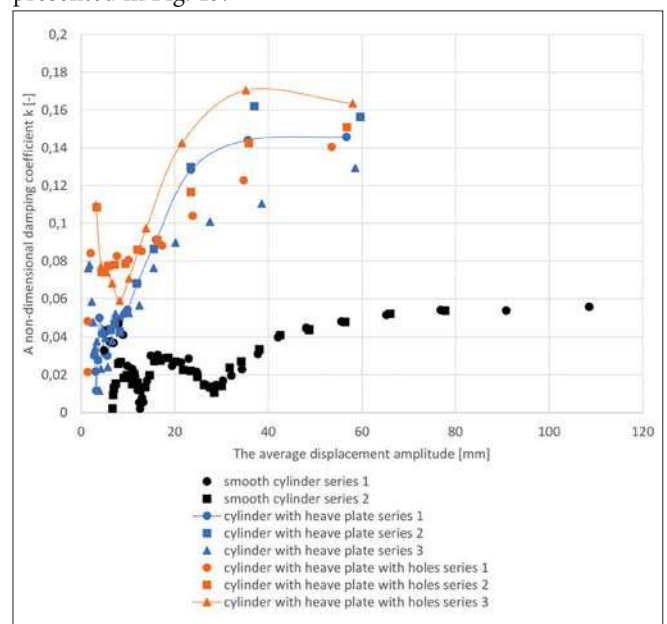 presented in Fig. 15.
0,2
0,18
0,16
0,14
0,12
0,1
0,08
0,06
0,04
0,02
0
A non-dimensional damping coefficient k [-]
0 20 40 60 80 100 120
The average displacement amplitude [mm]
smooth cylinder series 1
smooth cylinder series 2
cylinder with heave plate series 1
cylinder with heave plate series 2
cylinder with heave plate series 3
cylinder with heave plate with holes series 1
cylinder with heave plate with holes series 2
cylinder with heave plate with holes series 3